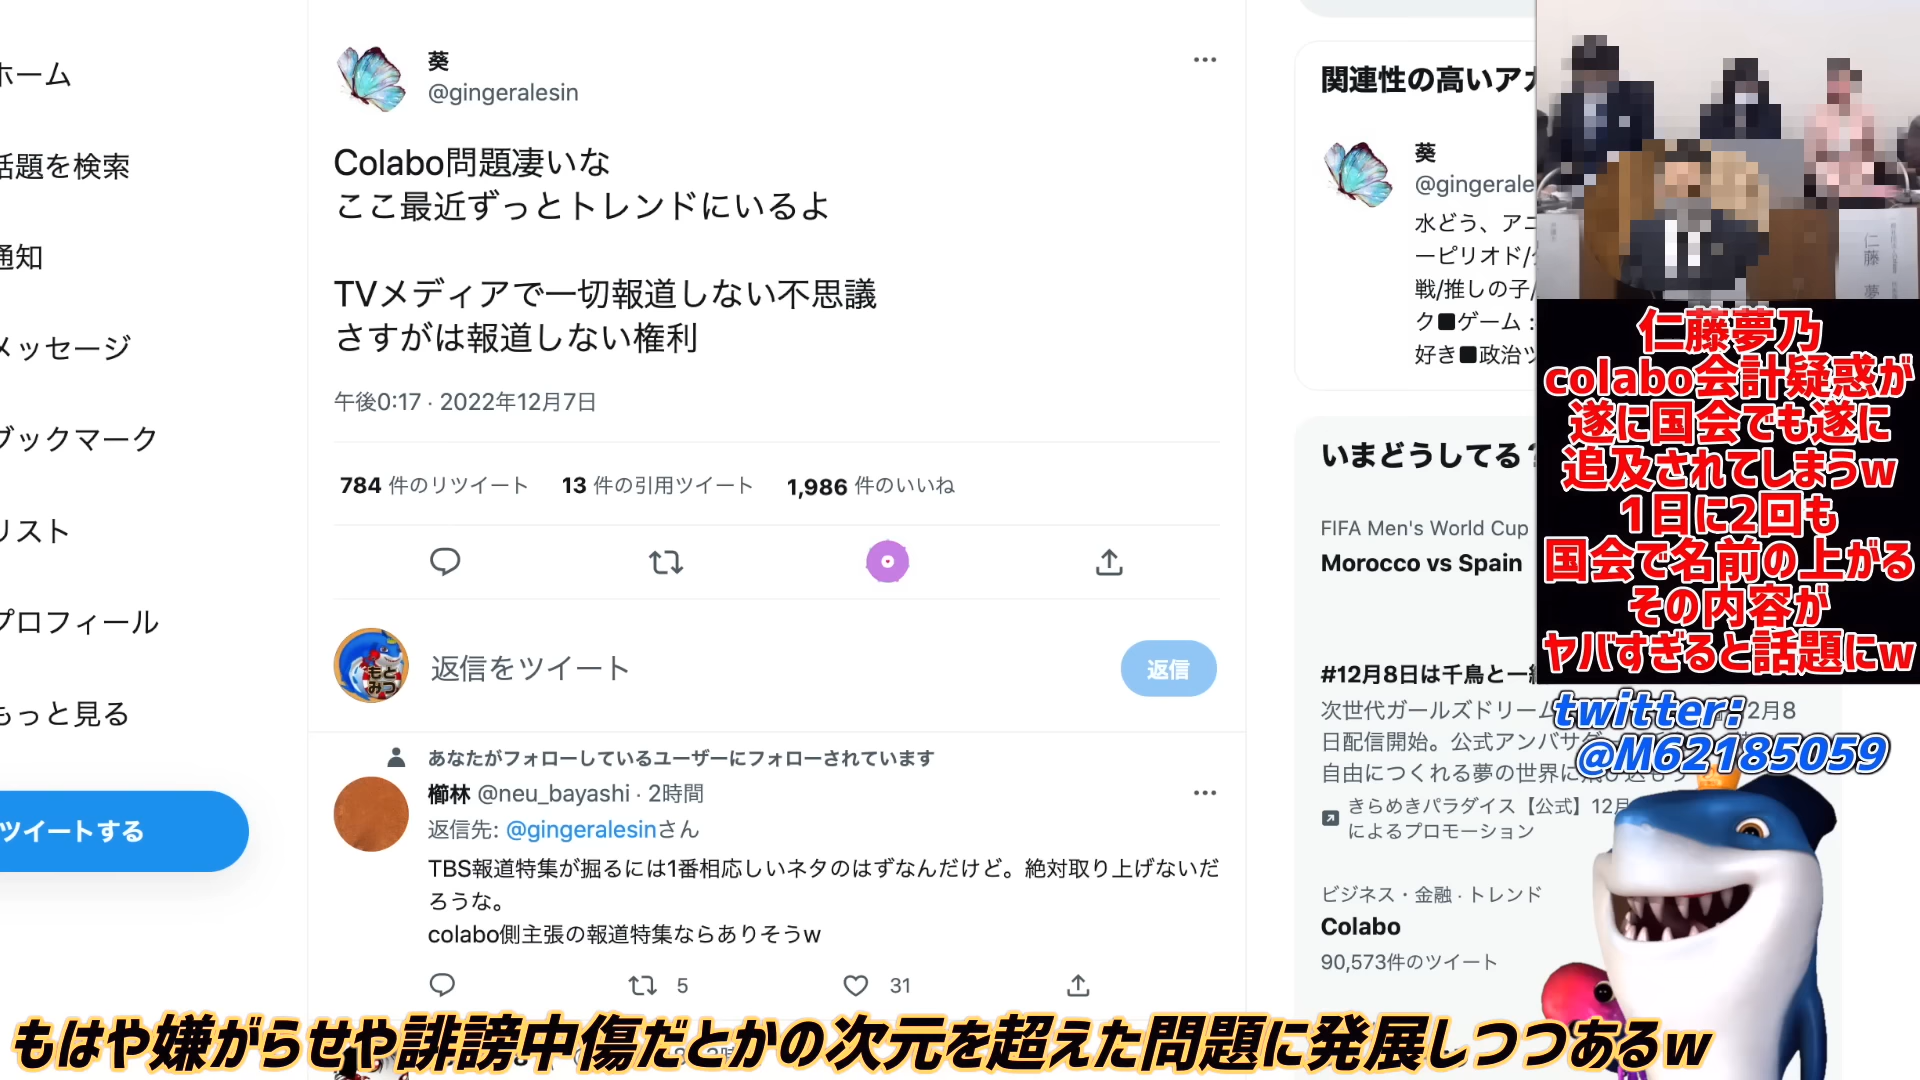 ホーム
話題を検索
通知
メッセージ
ブックマーク
リスト
プロフィール
もっと見る
ツイートする
葵
@gingeralesin
Colabo問題凄いな
ここ最近ずっとトレンドにいるよ
TVメディアで一切報道しない不思議
さすがは報道しない権利
午後0:17 · 2022年12月7日
784 件のリツイート 13 件の引用ツイート 1,986 件のいいね
返信をツイート
返信
もと
みつ
あなたがフォローしているユーザーにフォローされています
櫛林 @neu_bayashi · 2時間
返信先: @gingeralesinさん
TBS報道特集が掘るには1番相応しいネタのはずなんだけど。絶対取り上げないだ
ろうな。
colabo側主張の報道特集ならありそうw
5 31
関連性の高いアカ
葵
@gingerale
水どう、アニ
ーピリオド/
戦/推しの子/
ク■ゲーム:
好き■政治ツ
いまどうしてる?
FIFA Men's World Cup
Morocco vs Spain
#12月8日は千鳥と一緒
次世代ガールズドリーム 12月8
日配信開始。公式アンバサダー
自由につくれる夢の世界に
きらめきパラダイス【公式】12月
によるプロモーション
ビジネス・金融 · トレンド
Colabo
90,573件のツイート
仁藤 夢
仁藤夢乃
colabo会計疑惑が
遂に国会でも遂に
追及されてしまうw
1日に2回も
国会で名前の上がる
その内容が
ヤバすぎると話題にw
twitter:
@M62185059
もはや嫌がらせや誹謗中傷だとかの次元を超えた問題に発展しつつあるw